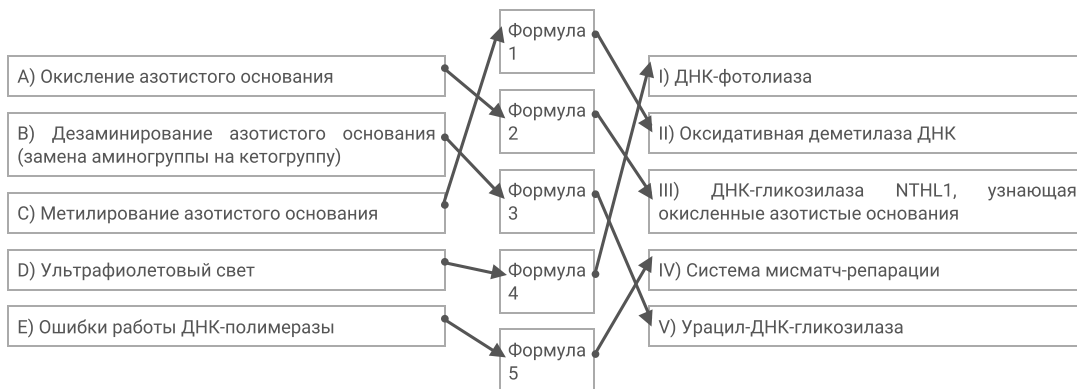 А) Окисление азотистого основания
В) Дезаминирование азотистого основания
(замена аминогруппы на кетогруппу)
С) Метилирование азотистого основания
D) Ультрафиолетовый свет
Е) Ошибки работы ДНК-полимеразы
Формула
1
Формула
2
Формула
3
Формула
4
Формула
5
I) ДНК-фотолиаза
II) Оксидативная деметилаза ДНК
III) ДНК-гликозилаза NTHL1, узнающая
окисленные азотистые основания
IV) Система мисматч-репарации
V) Урацил-ДНК-гликозилаза